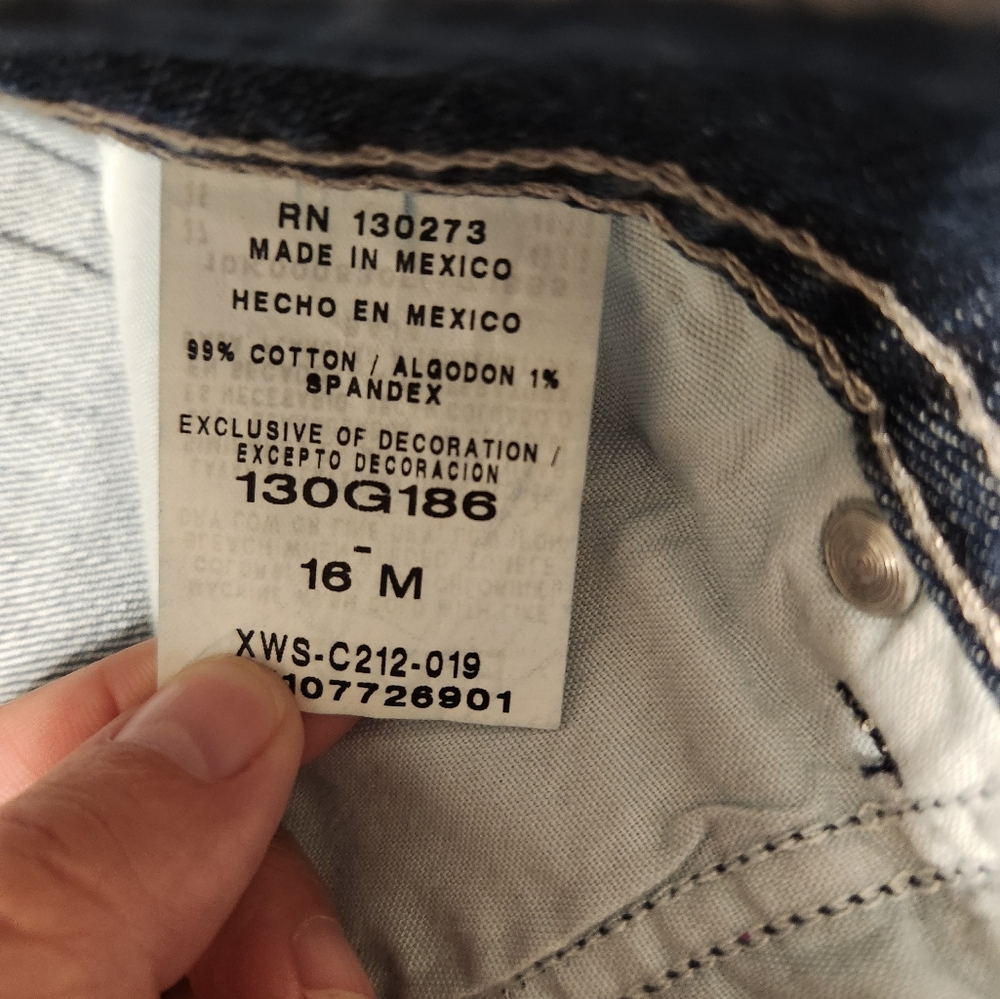 RN 130273
MADE IN MEXICO
HECHO EN MEXICO
99% COTTON / ALGODON 1%
SPANDEX
EXCLUSIVE OF DECORATION /
EXCEPTO DECORACION
130G186
-
16 M
XWS-C212-019
107726901